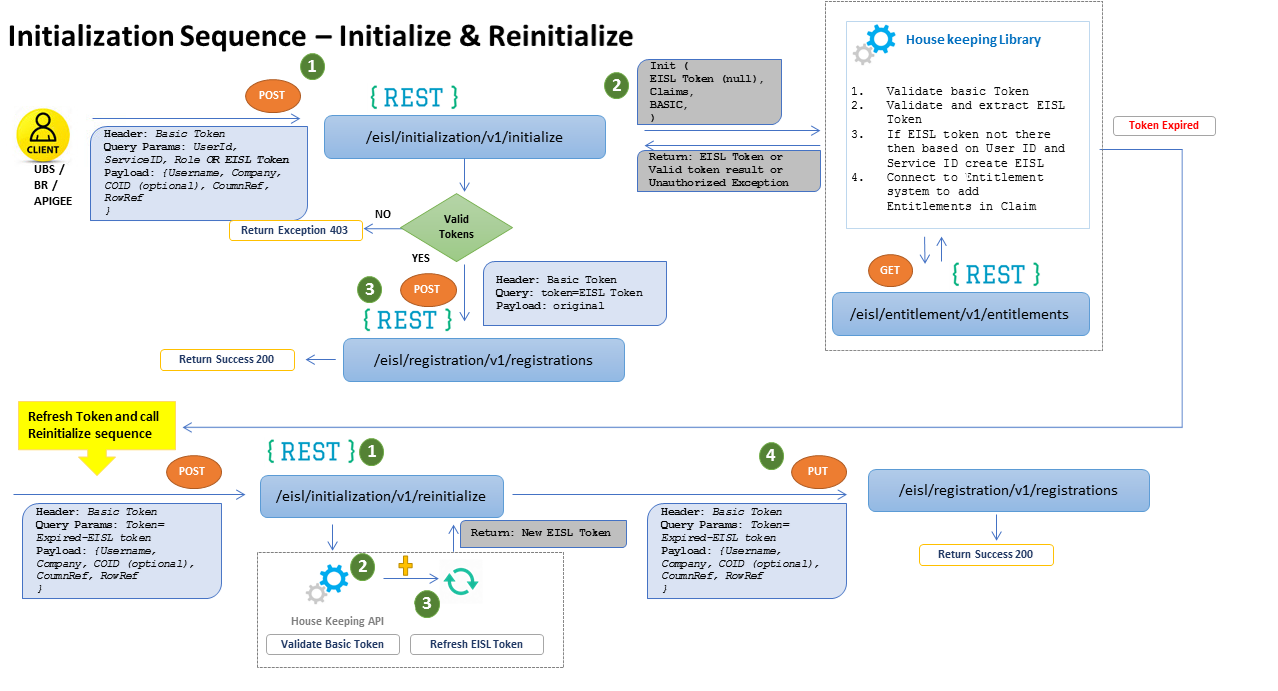 Initialization Sequence – Initialize & Reinitialize
1
POST
{ REST }
CLIENT
UBS /
BR /
APIGEE
Header: Basic Token
Query Params: UserId,
ServiceID, Role OR EISL Token
Payload: {Username, Company,
COID (optional), CoumnRef,
RowRef
}
/eisl/initialization/v1/initialize
2
Init (
EISL Token (null),
Claims,
BASIC,
)
Return: EISL Token or
Valid token result or
Unauthorized Exception
House keeping Library
1. Validate basic Token
2. Validate and extract EISL
Token
3. If EISL token not there
then based on User ID and
Service ID create EISL
4. Connect to Entitlement
system to add
Entitlements in Claim
Token Expired
GET
{ REST }
/eisl/entitlement/v1/entitlements
Valid
Tokens
NO
Return Exception 403
YES
3
POST
{ REST }
Header: Basic Token
Query: token=EISL Token
Payload: original
/eisl/registration/v1/registrations
Return Success 200
Refresh Token and call
Reinitialize sequence
POST
{ REST }
1
Header: Basic Token
Query Params: Token=
Expired-EISL token
Payload: {Username,
Company, COID (optional),
CoumnRef, RowRef
}
/eisl/initialization/v1/reinitialize
Return: New EISL Token
2
3
House Keeping API
Validate Basic Token
Refresh EISL Token
4
PUT
Header: Basic Token
Query Params: Token=
Expired-EISL token
Payload: {Username,
Company, COID (optional),
CoumnRef, RowRef
}
/eisl/registration/v1/registrations
Return Success 200